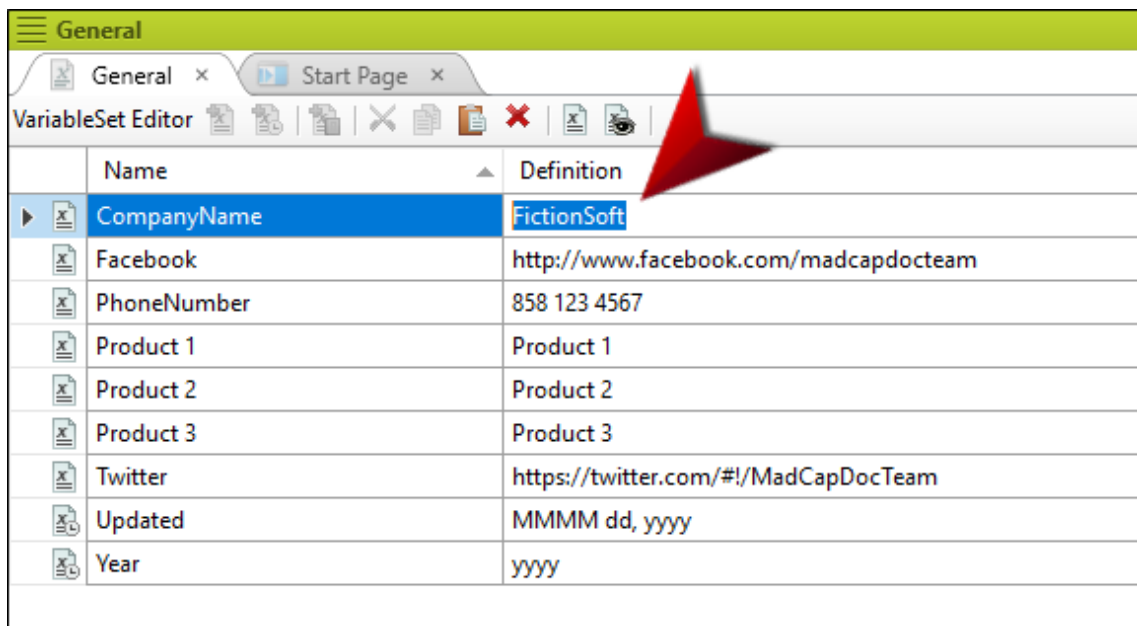 General
General × Start Page ×
VariableSet Editor
Name Definition
CompanyName FictionSoft
Facebook http://www.facebook.com/madcapdocteam
PhoneNumber 858 123 4567
Product 1 Product 1
Product 2 Product 2
Product 3 Product 3
Twitter https://twitter.com/#!/MadCapDocTeam
Updated MMMM dd, yyyy
Year yyyy